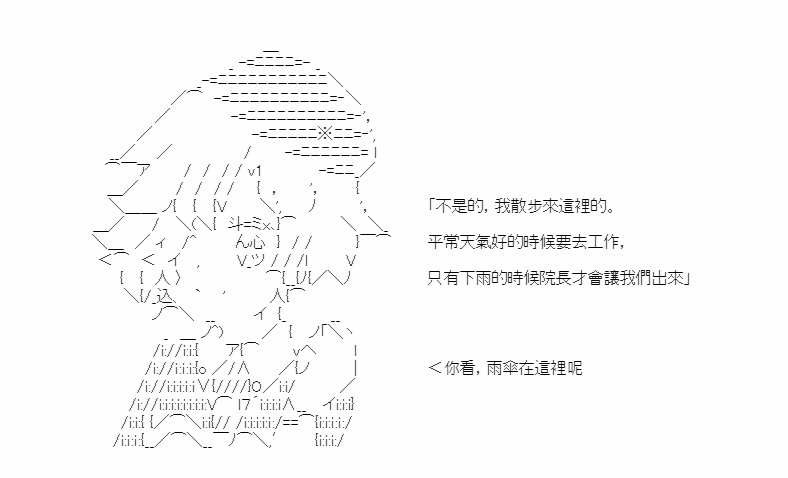 「不是的，我散步來這裡的。
平常天氣好的時候要去工作，
只有下雨的時候院長才會讓我們出來」
＜你看，雨傘在這裡呢